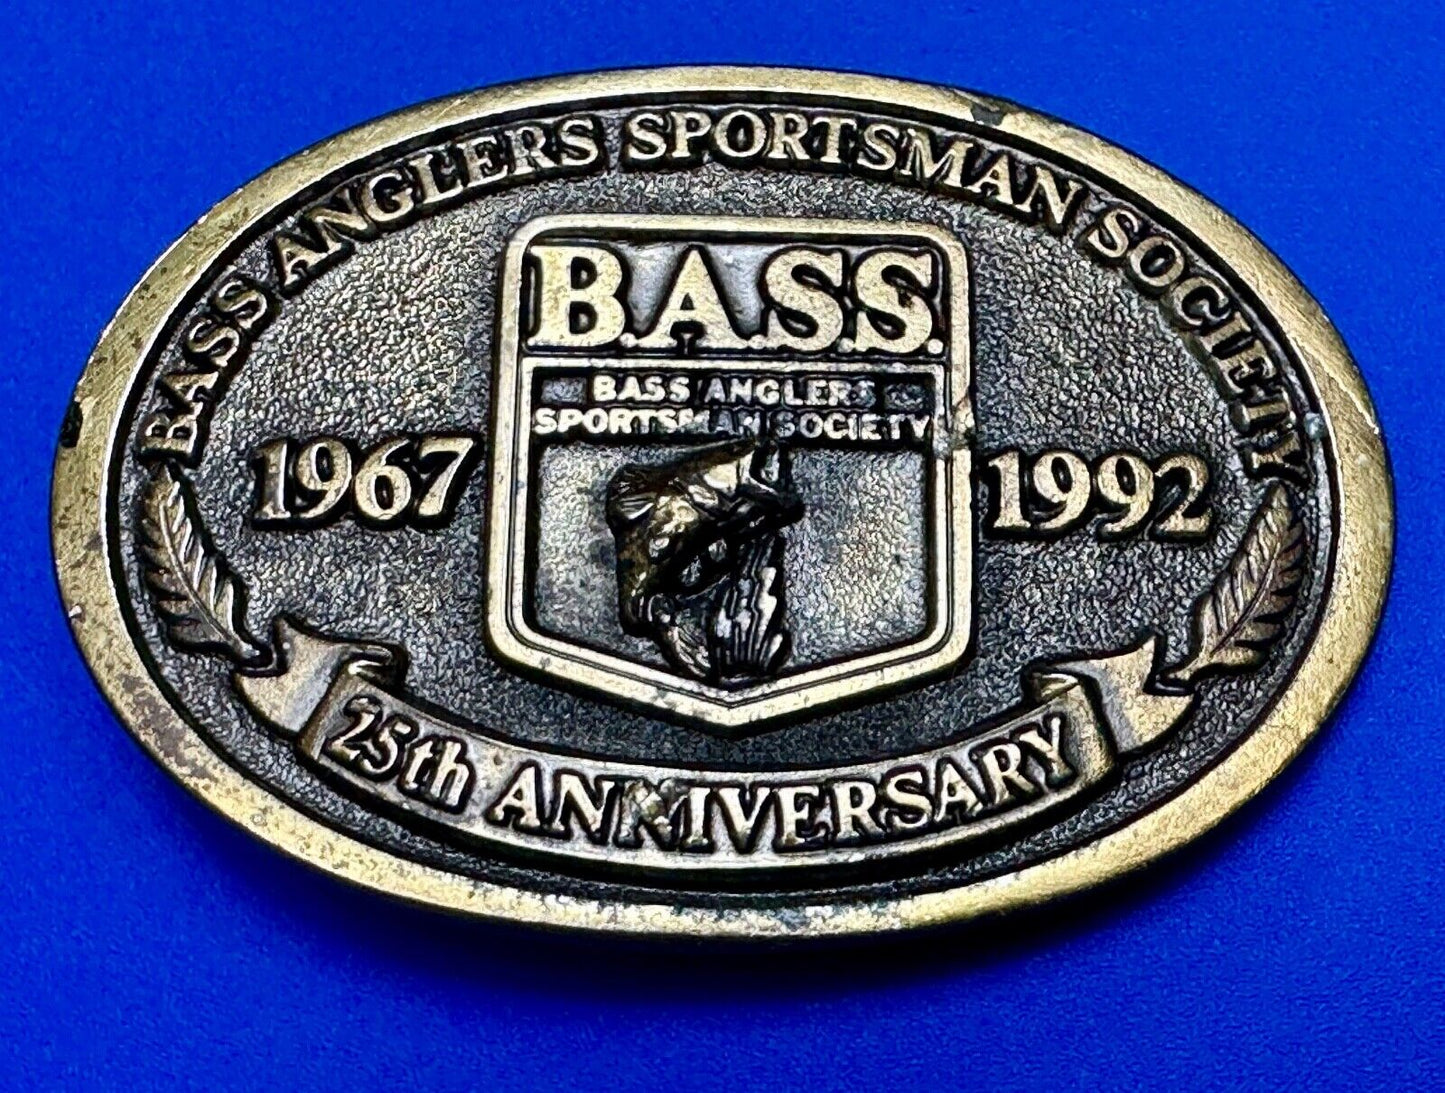 BASS ANGLERS SPORTSMAN SOCIETY
B.A.S.S.
BASS ANGLERS
SPORTSMAN SOCIETY
1967
1992
25th ANNIVERSARY